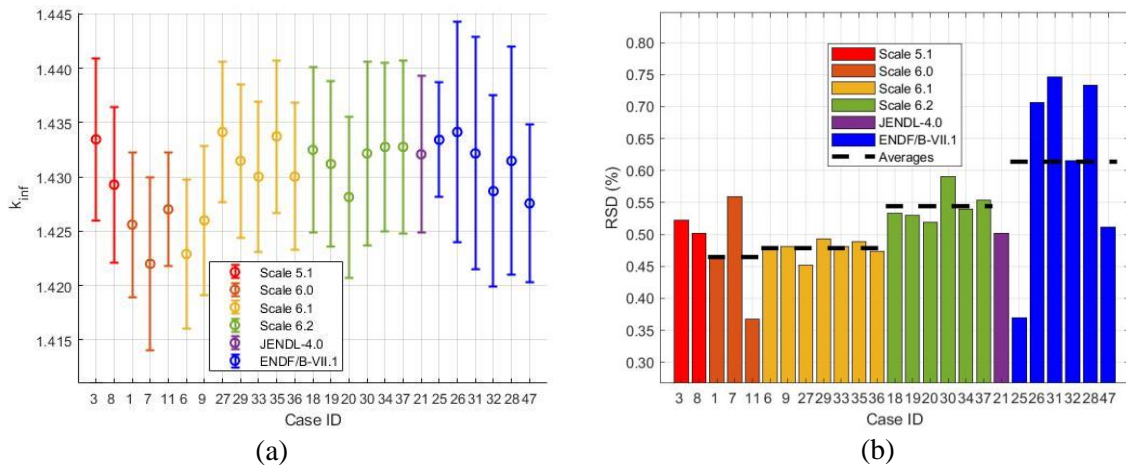 1.445
1.440
1.435
1.430
1.425
1.420
1.415
k_inf
Scale 5.1
Scale 6.0
Scale 6.1
Scale 6.2
JENDL-4.0
ENDF/B-VII.1
3 8 1 7 11 6 9 27 29 33 35 36 18 19 20 30 34 37 21 25 26 31 32 28 47
Case ID
(a)
0.80
0.75
0.70
0.65
0.60
0.55
0.50
0.45
0.40
0.35
0.30
RSD (%)
Scale 5.1
Scale 6.0
Scale 6.1
Scale 6.2
JENDL-4.0
ENDF/B-VII.1
Averages
3 8 1 7 11 6 9 27 29 33 35 36 18 19 20 30 34 37 21 25 26 31 32 28 47
Case ID
(b)